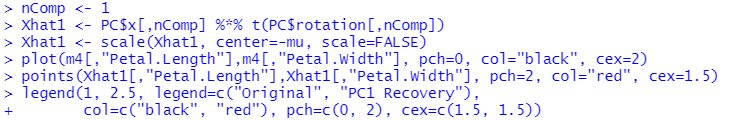 > nComp <- 1
> Xhat1 <- PC$x[,nComp] %*% t(PC$rotation[,nComp])
> Xhat1 <- scale(Xhat1, center=-mu, scale=FALSE)
> plot(m4[,"Petal.Length"],m4[,"Petal.Width"], pch=0, col="black", cex=2)
> points(Xhat1[,"Petal.Length"],Xhat1[,"Petal.Width"], pch=2, col="red", cex=1.5)
> legend(1, 2.5, legend=c("Original", "PC1 Recovery"),
+        col=c("black", "red"), pch=c(0, 2), cex=c(1.5, 1.5))